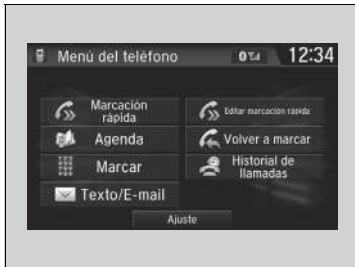 Menú del teléfono
12:34
Marcación
rápida
Editar marcación rápida
Agenda
Volver a marcar
Marcar
Historial de
llamadas
Texto/E-mail
Ajuste